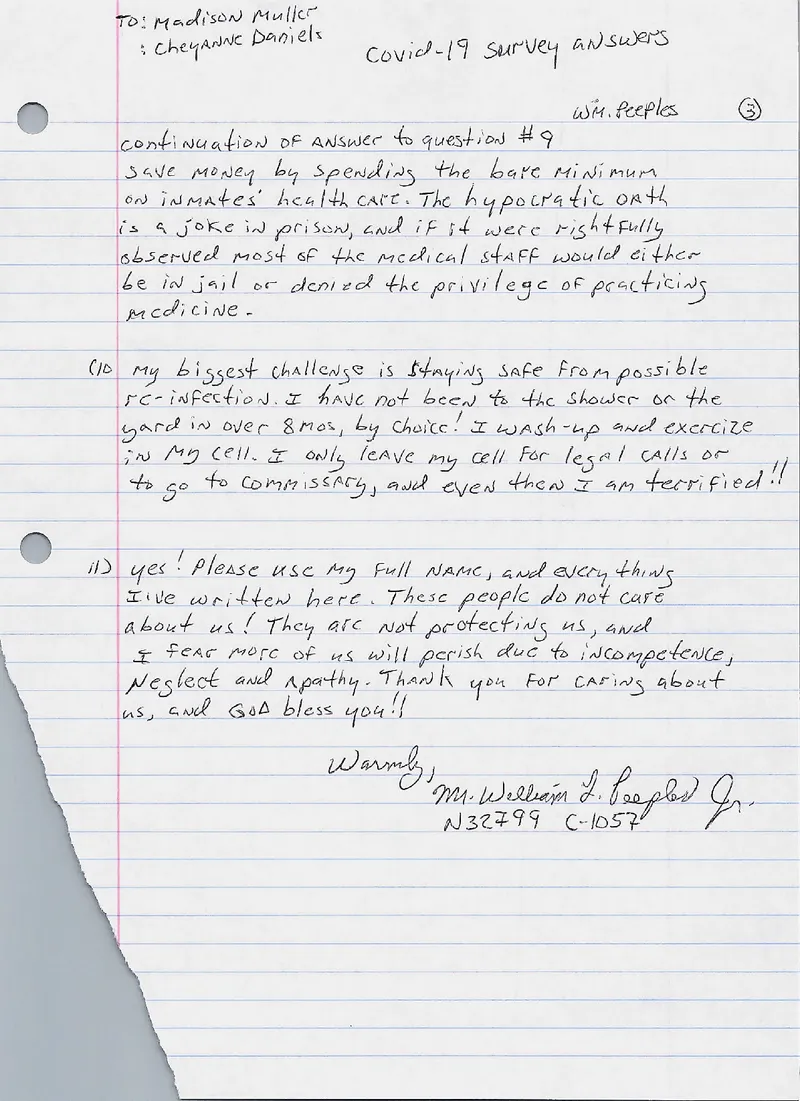 TO: Madison Muller
: Cheyanne Daniels
Covid-19 survey answers
WM. Peeples ③
continuation of answer to question #9
save money by spending the bare minimum
on inmates' health care. The hypocratic oath
is a joke in prison, and if it were rightfully
observed most of the medical staff would either
be in jail or denied the privilege of practicing
medicine.
(10 My biggest challenge is staying safe from possible
re-infection. I have not been to the shower or the
yard in over 8mos, by choice! I wash-up and exercize
in my cell. I only leave my cell for legal calls or
to go to commissary, and even then I am terrified!!
11) yes! Please use my full name, and everything
I've written here. These people do not care
about us! They are not protecting us, and
I fear more of us will perish due to incompetence,
neglect and apathy. Thank you for caring about
us, and God bless you!!
Warmly,
Mr. William L. Peeples Jr.
N32799 C-1057